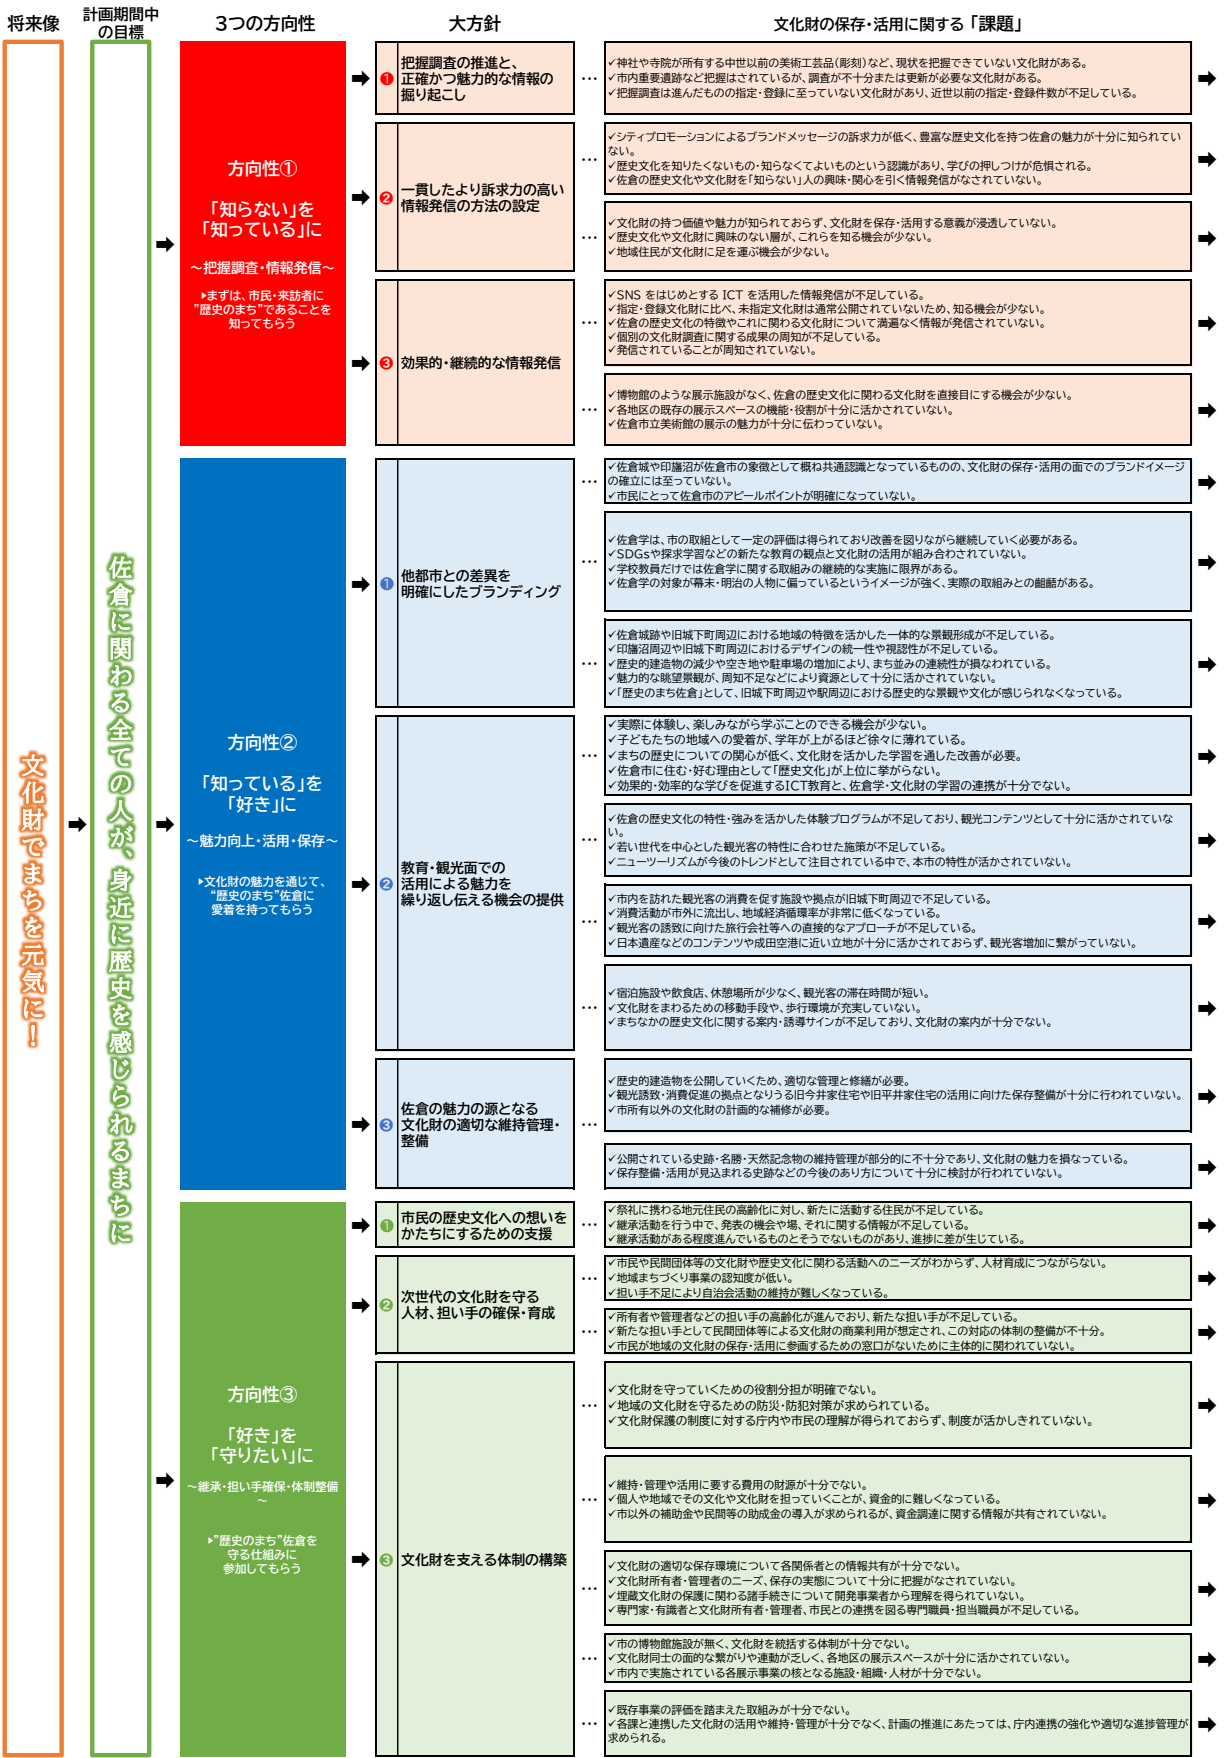 将来像
計画期間中
の目標
3つの方向性
大方針
文化財の保存・活用に関する「課題」
文化財でまちを元気に！
佐倉に関わる全ての人が、身近に歴史を感じられるまちに
方向性①
「知らない」を
「知っている」に
～把握調査・情報発信～
▸まずは、市民・来訪者に
”歴史のまち”であることを
知ってもらう
❶
把握調査の推進と、
正確かつ魅力的な情報の
掘り起こし
…
✓神社や寺院が所有する中世以前の美術工芸品(彫刻)など、現状を把握できていない文化財がある。
✓市内重要遺跡など把握はされているが、調査が不十分または更新が必要な文化財がある。
✓把握調査は進んだものの指定・登録に至っていない文化財があり、近世以前の指定・登録件数が不足している。
❷
一貫したより訴求力の高い
情報発信の方法の設定
…
✓シティプロモーションによるブランドメッセージの訴求力が低く、豊富な歴史文化を持つ佐倉の魅力が十分に知られてい
ない。
✓歴史文化を知りたくないもの・知らなくてよいものという認識があり、学びの押しつけが危惧される。
✓佐倉の歴史文化や文化財を「知らない」人の興味・関心を引く情報発信がなされていない。
…
✓文化財の持つ価値や魅力が知られておらず、文化財を保存・活用する意義が浸透していない。
✓歴史文化や文化財に興味のない層が、これらを知る機会が少ない。
✓地域住民が文化財に足を運ぶ機会が少ない。
❸
効果的・継続的な情報発信
…
✓SNS をはじめとする ICT を活用した情報発信が不足している。
✓指定・登録文化財に比べ、未指定文化財は通常公開されていないため、知る機会が少ない。
✓佐倉の歴史文化の特徴やこれに関わる文化財について満遍なく情報が発信されていない。
✓個別の文化財調査に関する成果の周知が不足している。
✓発信されていることが周知されていない。
…
✓博物館のような展示施設がなく、佐倉の歴史文化に関わる文化財を直接目にする機会が少ない。
✓各地区の既存の展示スペースの機能・役割が十分に活かされていない。
✓佐倉市立美術館の展示の魅力が十分に伝わっていない。
方向性②
「知っている」を
「好き」に
～魅力向上・活用・保存～
▸文化財の魅力を通じて、
“歴史のまち”佐倉に
愛着を持ってもらう
❶
他都市との差異を
明確にしたブランディング
…
✓佐倉城や印旛沼が佐倉市の象徴として概ね共通認識となっているものの、文化財の保存・活用の面でのブランドイメージ
の確立には至っていない。
✓市民にとって佐倉市のアピールポイントが明確になっていない。
…
✓佐倉学は、市の取組として一定の評価は得られており改善を図りながら継続していく必要がある。
✓SDGsや探求学習などの新たな教育の観点と文化財の活用が組み合わされていない。
✓学校教員だけでは佐倉学に関する取組みの継続的な実施に限界がある。
✓佐倉学の対象が幕末・明治の人物に偏っているというイメージが強く、実際の取組みとの齟齬がある。
…
✓佐倉城跡や旧城下町周辺における地域の特徴を活かした一体的な景観形成が不足している。
✓印旛沼周辺や旧城下町周辺におけるデザインの統一性や視認性が不足している。
✓歴史的建造物の減少や空き地や駐車場の増加により、まち並みの連続性が損なわれている。
✓魅力的な眺望景観が、周知不足などにより資源として十分に活かされていない。
✓「歴史のまち佐倉」として、旧城下町周辺や駅周辺における歴史的な景観や文化が感じられなくなっている。
❷
教育・観光面での
活用による魅力を
繰り返し伝える機会の提供
…
✓実際に体験し、楽しみながら学ぶことのできる機会が少ない。
✓子どもたちの地域への愛着が、学年が上がるほど徐々に薄れている。
✓まちの歴史についての関心が低く、文化財を活かした学習を通した改善が必要。
✓佐倉市に住む・好む理由として「歴史文化」が上位に挙がらない。
✓効果的・効率的な学びを促進するICT教育と、佐倉学・文化財の学習の連携が十分でない。
…
✓佐倉の歴史文化の特性・強みを活かした体験プログラムが不足しており、観光コンテンツとして十分に活かされていな
い。
✓若い世代を中心とした観光客の特性に合わせた施策が不足している。
✓ニューツーリズムが今後のトレンドとして注目されている中で、本市の特性が活かされていない。
…
✓市内を訪れた観光客の消費を促す施設や拠点が旧城下町周辺で不足している。
✓消費活動が市外に流出し、地域経済循環率が非常に低くなっている。
✓観光客の誘致に向けた旅行会社等への直接的なアプローチが不足している。
✓日本遺産などのコンテンツや成田空港に近い立地が十分に活かされておらず、観光客増加に繋がっていない。
…
✓宿泊施設や飲食店、休憩場所が少なく、観光客の滞在時間が短い。
✓文化財をまわるための移動手段や、歩行環境が充実していない。
✓まちなかの歴史文化に関する案内・誘導サインが不足しており、文化財の案内が十分でない。
❸
佐倉の魅力の源となる
文化財の適切な維持管理・
整備
…
✓歴史的建造物を公開していくため、適切な管理と修繕が必要。
✓観光誘致・消費促進の拠点となりうる旧今井家住宅や旧平井家住宅の活用に向けた保存整備が十分に行われていない。
✓市所有以外の文化財の計画的な補修が必要。
…
✓公開されている史跡・名勝・天然記念物の維持管理が部分的に不十分であり、文化財の魅力を損なっている。
✓保存整備・活用が見込まれる史跡などの今後のあり方について十分に検討が行われていない。
方向性③
「好き」を
「守りたい」に
～継承・担い手確保・体制整備
～
▸”歴史のまち”佐倉を
守る仕組みに
参加してもらう
❶
市民の歴史文化への想いを
かたちにするための支援
…
✓祭礼に携わる地元住民の高齢化に対し、新たに活動する住民が不足している。
✓継承活動を行う中で、発表の機会や場、それに関する情報が不足している。
✓継承活動がある程度進んでいるものとそうでないものがあり、進捗に差が生じている。
❷
次世代の文化財を守る
人材、担い手の確保・育成
…
✓市民や民間団体等の文化財や歴史文化に関わる活動へのニーズがわからず、人材育成につながらない。
✓地域まちづくり事業の認知度が低い。
✓担い手不足により自治会活動の維持が難しくなっている。
…
✓所有者や管理者などの担い手の高齢化が進んでおり、新たな担い手が不足している。
✓新たな担い手として民間団体等による文化財の商業利用が想定され、この対応の体制の整備が不十分。
✓市民が地域の文化財の保存・活用に参画するための窓口がないために主体的に関われていない。
❸
文化財を支える体制の構築
…
✓文化財を守っていくための役割分担が明確でない。
✓地域の文化財を守るための防災・防犯対策が求められている。
✓文化財保護の制度に対する庁内や市民の理解が得られておらず、制度が活かしきれていない。
…
✓維持・管理や活用に要する費用の財源が十分でない。
✓個人や地域でその文化や文化財を担っていくことが、資金的に難しくなっている。
✓市以外の補助金や民間等の助成金の導入が求められるが、資金調達に関する情報が共有されていない。
…
✓文化財の適切な保存環境について各関係者との情報共有が十分でない。
✓文化財所有者・管理者のニーズ、保存の実態について十分に把握がなされていない。
✓埋蔵文化財の保護に関わる諸手続きについて開発事業者から理解を得られていない。
✓専門家・有識者と文化財所有者・管理者、市民との連携を図る専門職員・担当職員が不足している。
…
✓市の博物館施設が無く、文化財を統括する体制が十分でない。
✓文化財同士の面的な繋がりや連動が乏しく、各地区の展示スペースが十分に活かされていない。
✓市内で実施されている各展示事業の核となる施設・組織・人材が十分でない。
…
✓既存事業の評価を踏まえた取組みが十分でない。
✓各課と連携した文化財の活用や維持・管理が十分でなく、計画の推進にあたっては、庁内連携の強化や適切な進捗管理が
求められる。